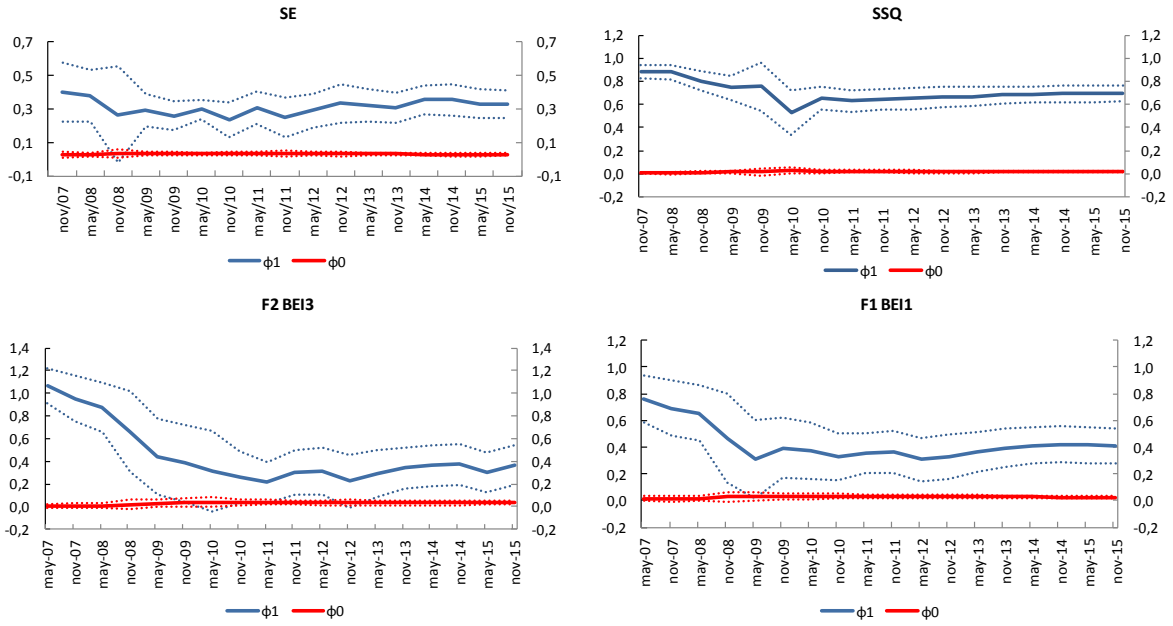 SE
0,7 0,7
0,5 0,5
0,3 0,3
0,1 0,1
-0,1 -0,1
nov/07 may/08 nov/08 may/09 nov/09 may/10 nov/10 may/11 nov/11 may/12 nov/12 may/13 nov/13 may/14 nov/14 may/15 nov/15
ϕ1 ϕ0
SSQ
1,2 1,2
1,0 1,0
0,8 0,8
0,6 0,6
0,4 0,4
0,2 0,2
0,0 0,0
-0,2 -0,2
nov-07 may-08 nov-08 may-09 nov-09 may-10 nov-10 may-11 nov-11 may-12 nov-12 may-13 nov-13 may-14 nov-14 may-15 nov-15
ϕ1 ϕ0
F2 BEI3
1,4 1,4
1,2 1,2
1,0 1,0
0,8 0,8
0,6 0,6
0,4 0,4
0,2 0,2
0,0 0,0
-0,2 -0,2
may-07 nov-07 may-08 nov-08 may-09 nov-09 may-10 nov-10 may-11 nov-11 may-12 nov-12 may-13 nov-13 may-14 nov-14 may-15 nov-15
ϕ1 ϕ0
F1 BEI1
1,2 1,2
1,0 1,0
0,8 0,8
0,6 0,6
0,4 0,4
0,2 0,2
0,0 0,0
-0,2 -0,2
may-07 nov-07 may-08 nov-08 may-09 nov-09 may-10 nov-10 may-11 nov-11 may-12 nov-12 may-13 nov-13 may-14 nov-14 may-15 nov-15
ϕ1 ϕ0